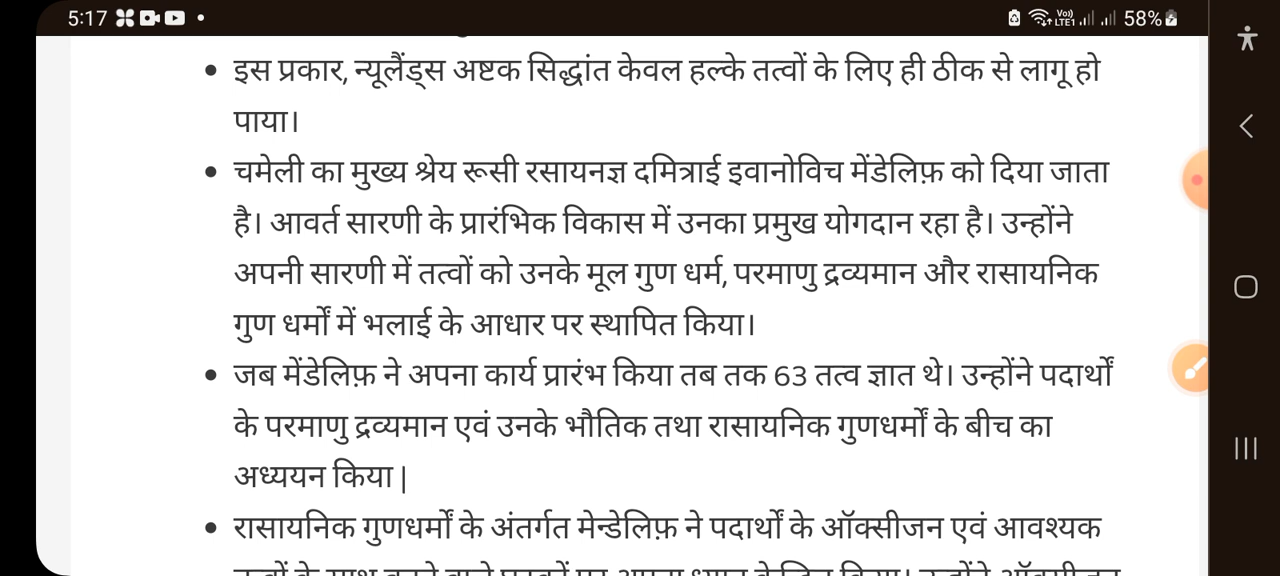 5:17
Vo)) LTE1 58%
इस प्रकार, न्यूलैंड्स अष्टक सिद्धांत केवल हल्के तत्वों के लिए ही ठीक से लागू हो
पाया।
चमेली का मुख्य श्रेय रूसी रसायनज्ञ दमित्राई इवानोविच मेंडेलिफ़ को दिया जाता
है। आवर्त सारणी के प्रारंभिक विकास में उनका प्रमुख योगदान रहा है। उन्होंने
अपनी सारणी में तत्वों को उनके मूल गुण धर्म, परमाणु द्रव्यमान और रासायनिक
गुण धर्मों में भलाई के आधार पर स्थापित किया।
जब मेंडेलिफ़ ने अपना कार्य प्रारंभ किया तब तक 63 तत्व ज्ञात थे। उन्होंने पदार्थों
के परमाणु द्रव्यमान एवं उनके भौतिक तथा रासायनिक गुणधर्मों के बीच का
अध्ययन किया |
रासायनिक गुणधर्मों के अंतर्गत मेन्डेलिफ़ ने पदार्थों के ऑक्सीजन एवं आवश्यक